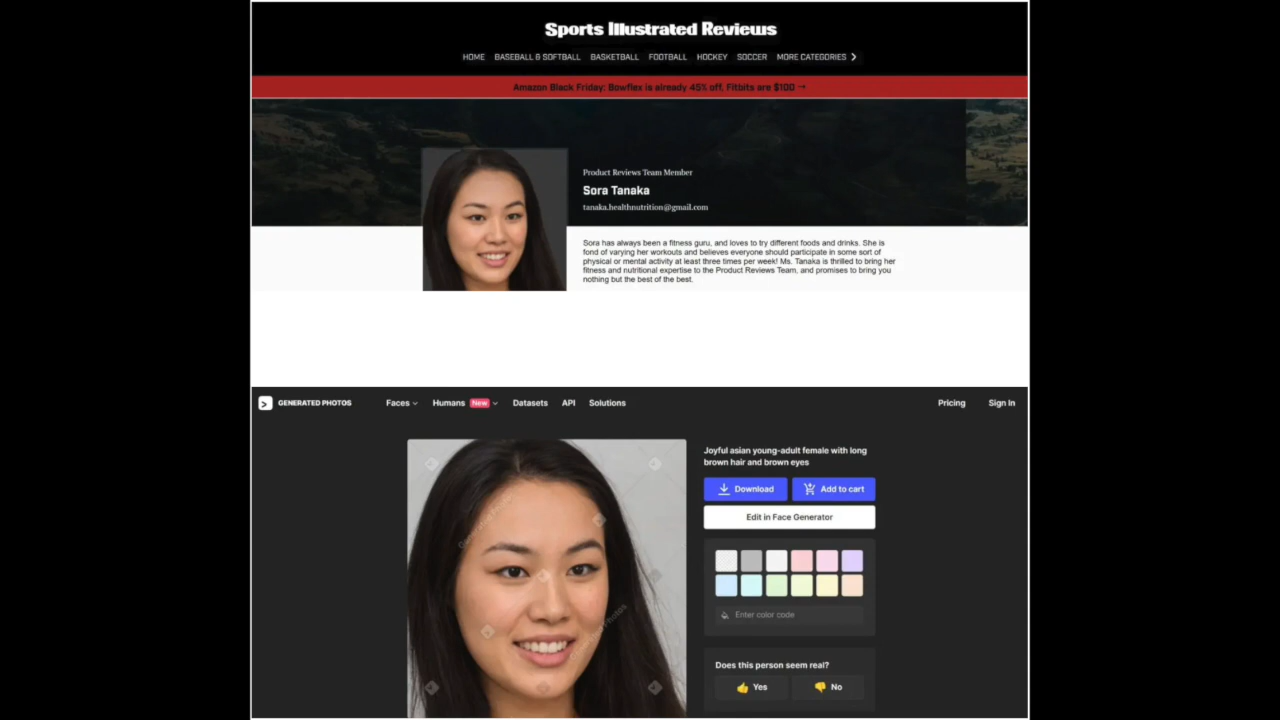 Sports Illustrated Reviews
HOME BASEBALL & SOFTBALL BASKETBALL FOOTBALL HOCKEY SOCCER MORE CATEGORIES
Amazon Black Friday: Bowflex is already 45% off, Fitbits are $100 →
Product Reviews Team Member
Sora Tanaka
tanaka.healthnutrition@gmail.com
Sora has always been a fitness guru, and loves to try different foods and drinks. She is
fond of varying her workouts and believes everyone should participate in some sort of
physical or mental activity at least three times per week! Ms. Tanaka is thrilled to bring her
fitness and nutritional expertise to the Product Reviews Team, and promises to bring you
nothing but the best of the best.
GENERATED PHOTOS Faces Humans New Datasets API Solutions Pricing Sign In
Joyful asian young-adult female with long
brown hair and brown eyes
Download Add to cart
Edit in Face Generator
Enter color code
Does this person seem real?
Yes No